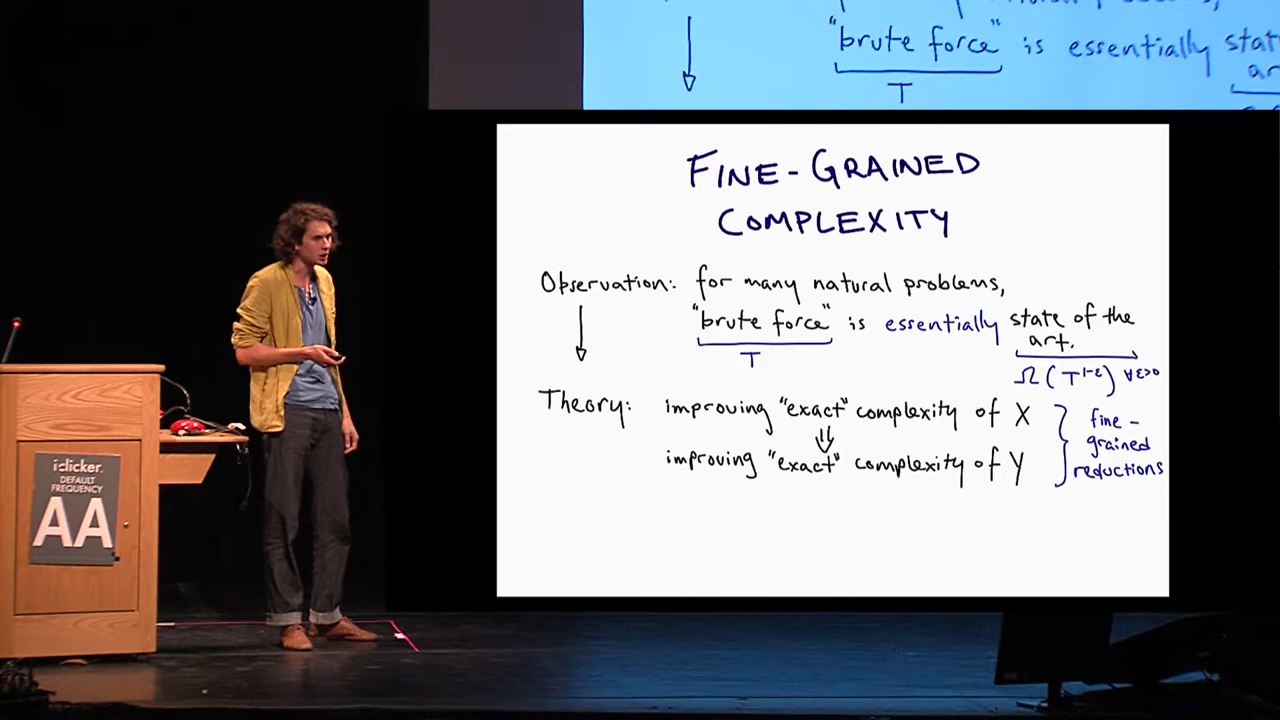 "brute force" is essentially
T
FINE-GRAINED
COMPLEXITY
Observation: for many natural problems,
"brute force" is essentially state of the
art.
T
Ω(T^{1-ε}) ∀ε>0
Theory: improving "exact" complexity of X
⇓
improving "exact" complexity of Y
fine-
grained
reductions
iclicker.
DEFAULT
FREQUENCY
AA